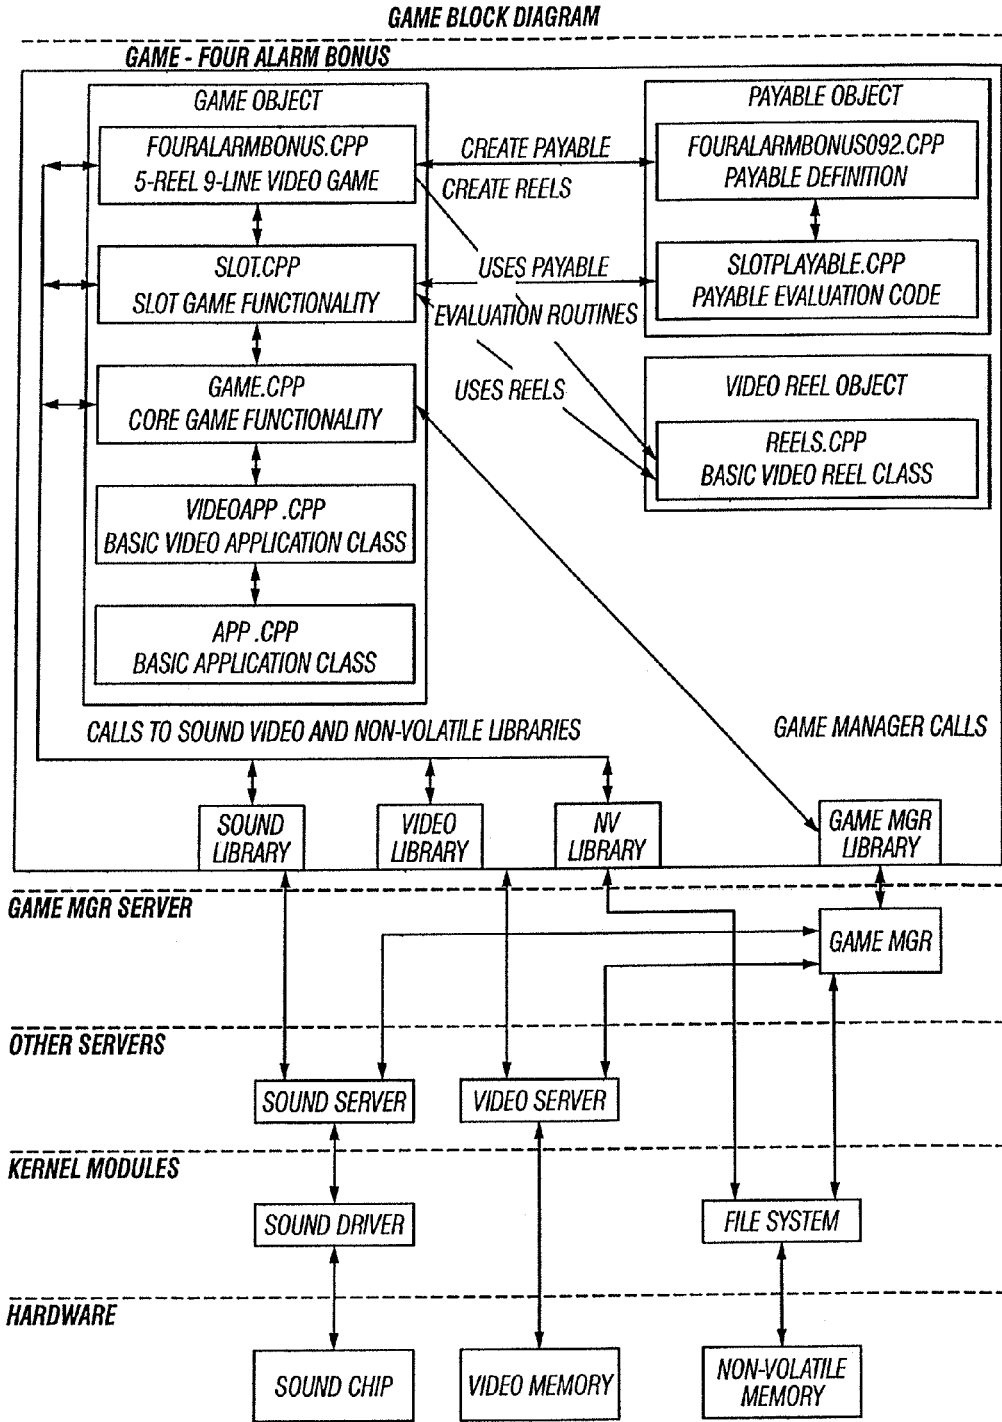 GAME BLOCK DIAGRAM
GAME - FOUR ALARM BONUS
GAME OBJECT
FOURALARMBONUS.CPP
5-REEL 9-LINE VIDEO GAME
SLOT.CPP
SLOT GAME FUNCTIONALITY
GAME.CPP
CORE GAME FUNCTIONALITY
VIDEOAPP .CPP
BASIC VIDEO APPLICATION CLASS
APP .CPP
BASIC APPLICATION CLASS
CREATE PAYABLE
CREATE REELS
USES PAYABLE
EVALUATION ROUTINES
USES REELS
PAYABLE OBJECT
FOURALARMBONUS092.CPP
PAYABLE DEFINITION
SLOTPLAYABLE.CPP
PAYABLE EVALUATION CODE
VIDEO REEL OBJECT
REELS.CPP
BASIC VIDEO REEL CLASS
CALLS TO SOUND VIDEO AND NON-VOLATILE LIBRARIES
GAME MANAGER CALLS
SOUND
LIBRARY
VIDEO
LIBRARY
NV
LIBRARY
GAME MGR
LIBRARY
GAME MGR SERVER
GAME MGR
OTHER SERVERS
SOUND SERVER
VIDEO SERVER
KERNEL MODULES
SOUND DRIVER
FILE SYSTEM
HARDWARE
SOUND CHIP
VIDEO MEMORY
NON-VOLATILE
MEMORY